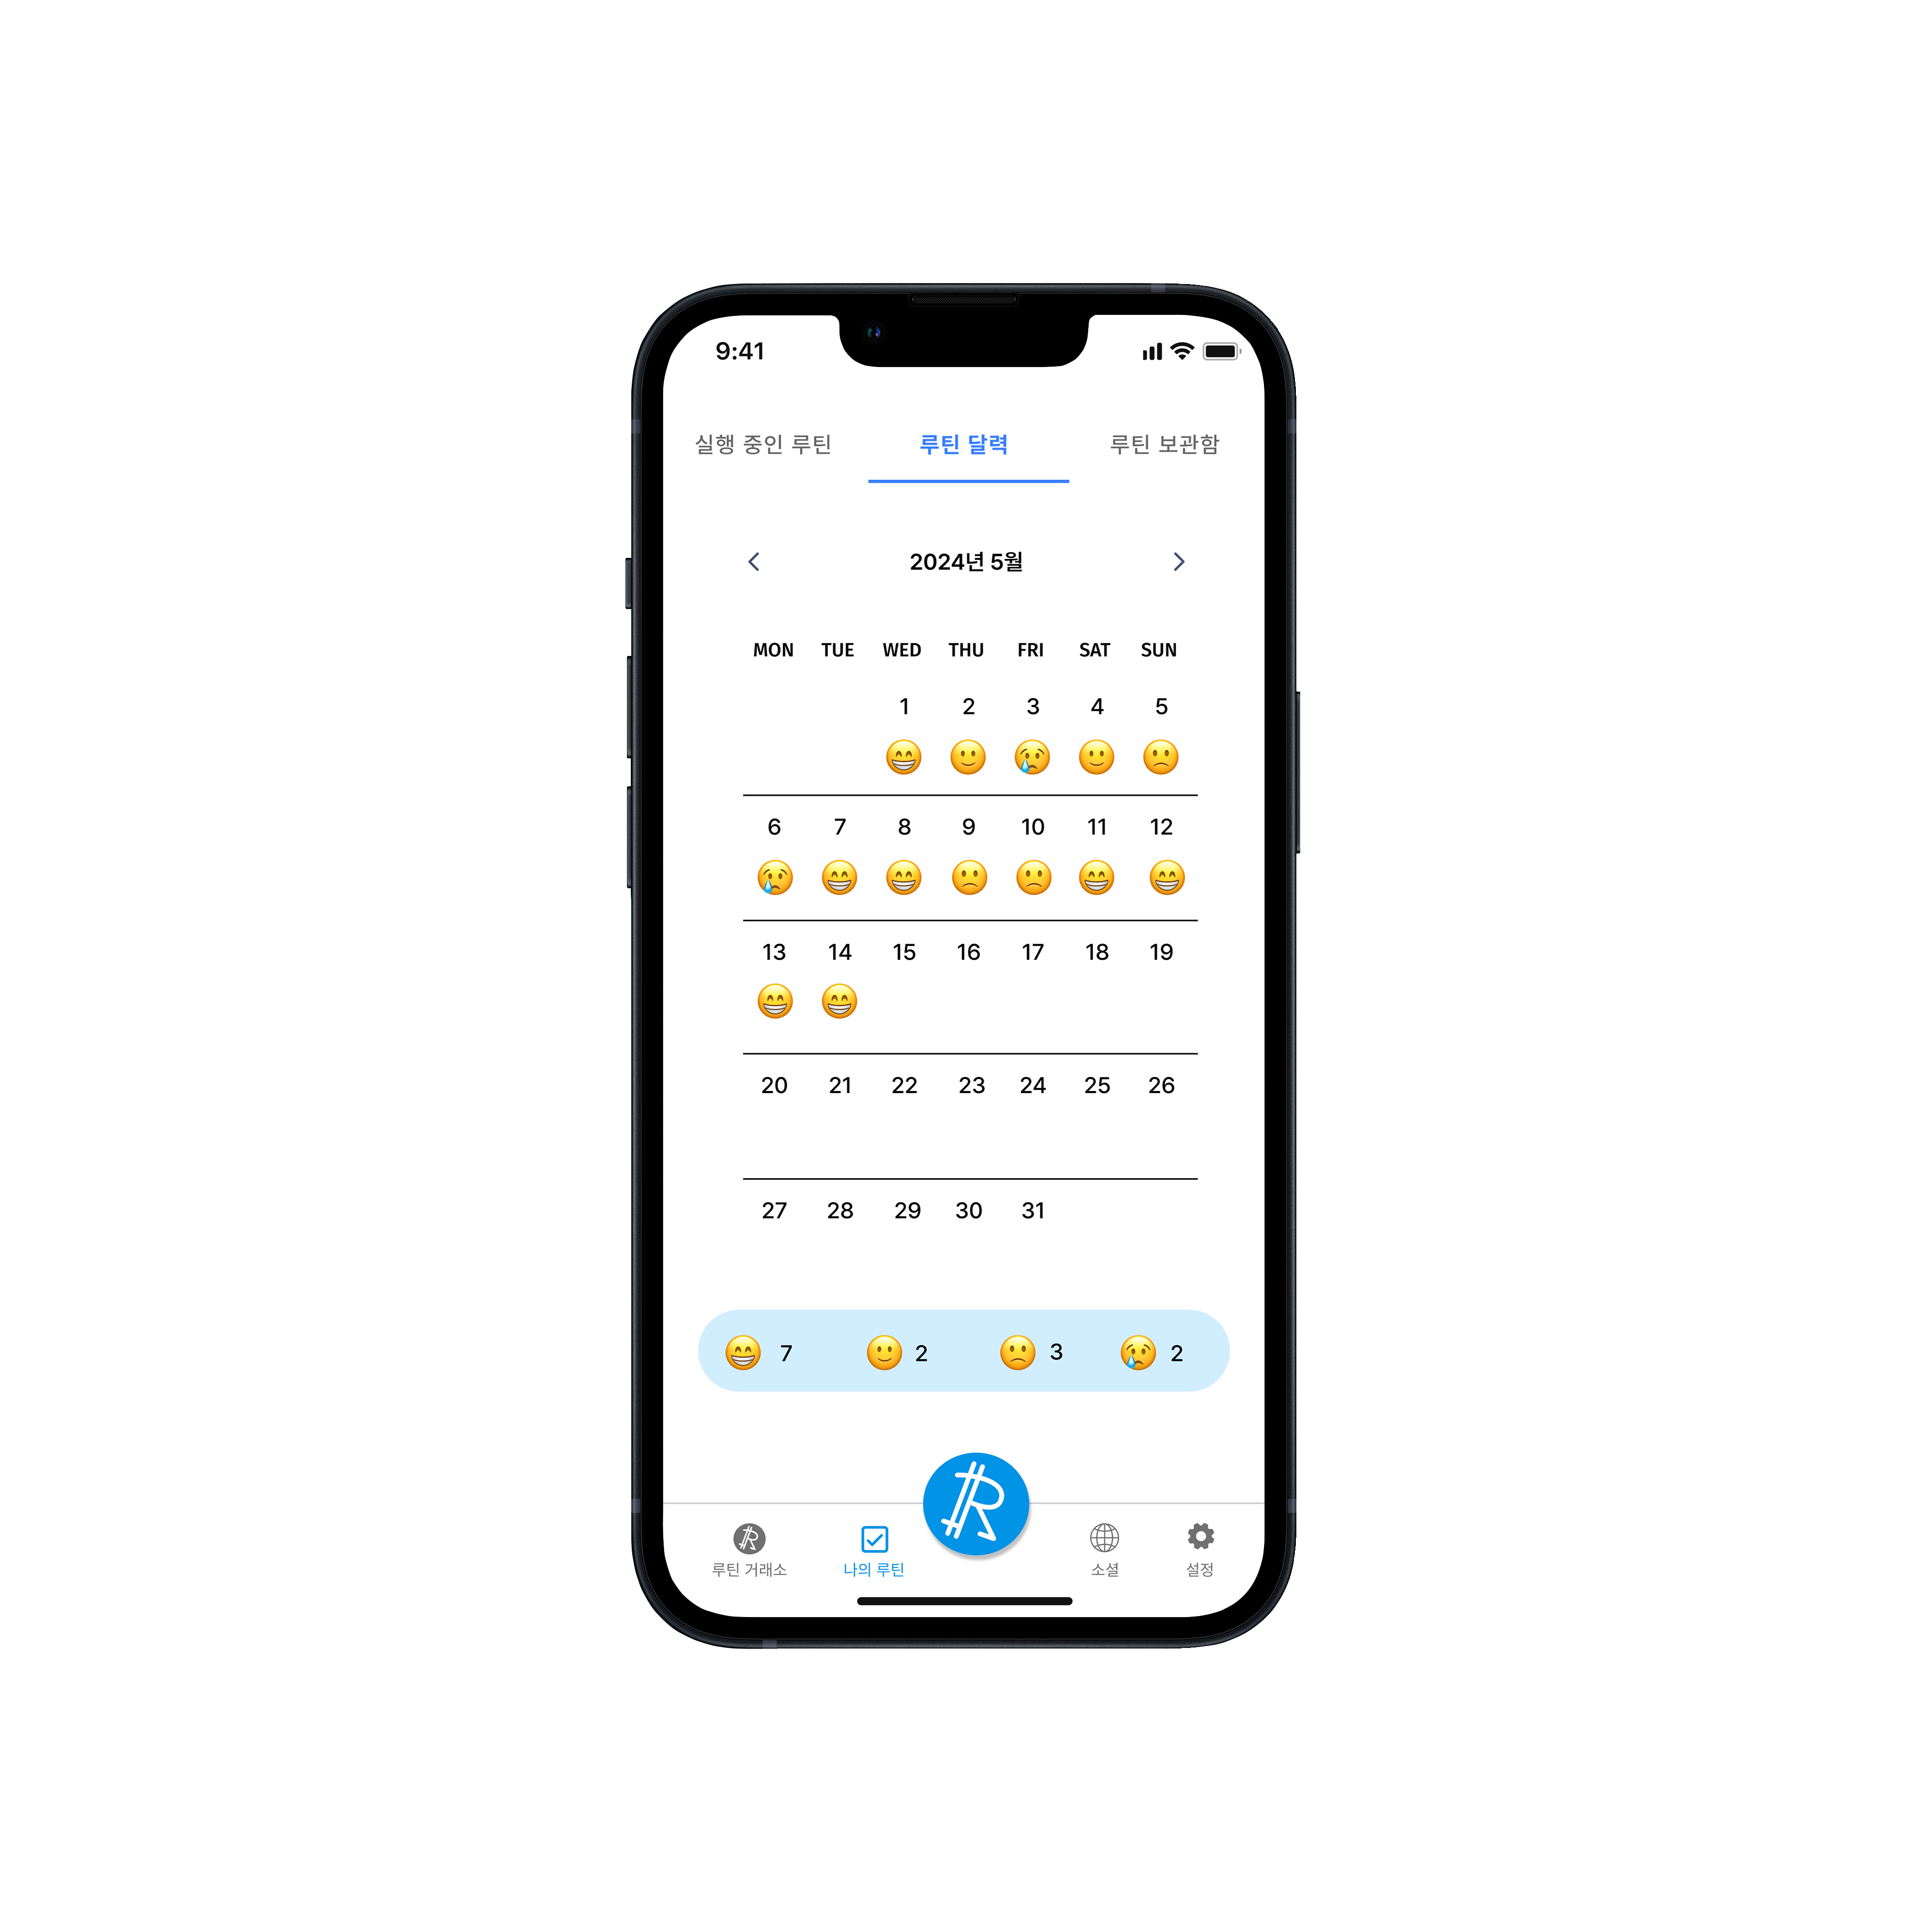 9:41
실행 중인 루틴 루틴 달력 루틴 보관함
2024년 5월
MON TUE WED THU FRI SAT SUN
1 2 3 4 5
6 7 8 9 10 11 12
13 14 15 16 17 18 19
20 21 22 23 24 25 26
27 28 29 30 31
7 2 3 2
루틴 거래소 나의 루틴 소셜 설정